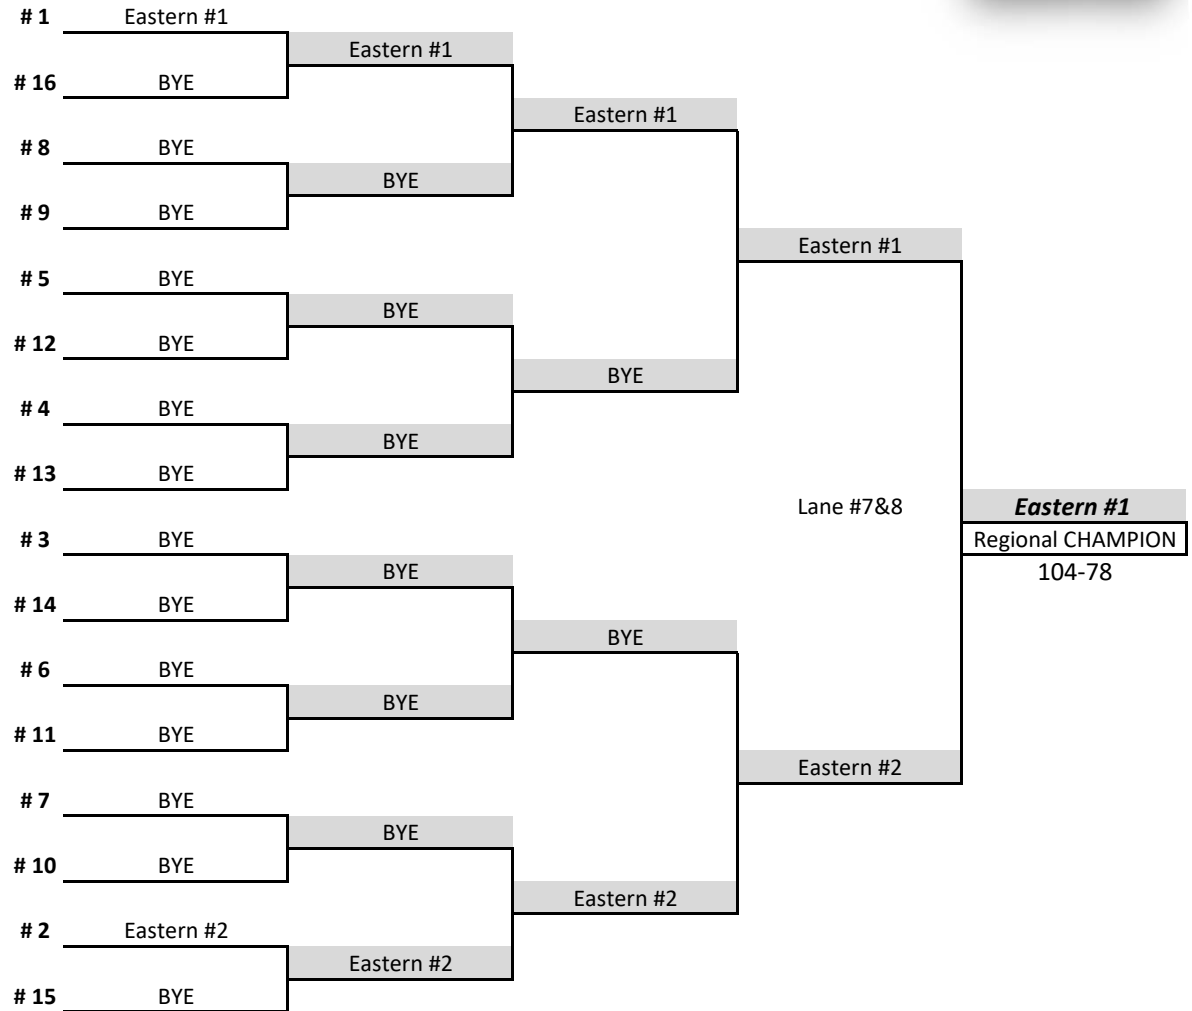 # 1 Eastern #1
Eastern #1
# 16 BYE
Eastern #1
# 8 BYE
BYE
# 9 BYE
Eastern #1
# 5 BYE
BYE
# 12 BYE
BYE
# 4 BYE
BYE
# 13 BYE
Lane #7&8 Eastern #1
# 3 BYE Regional CHAMPION
BYE 104-78
# 14 BYE
BYE
# 6 BYE
BYE
# 11 BYE
Eastern #2
# 7 BYE
BYE
# 10 BYE
Eastern #2
# 2 Eastern #2
Eastern #2
# 15 BYE